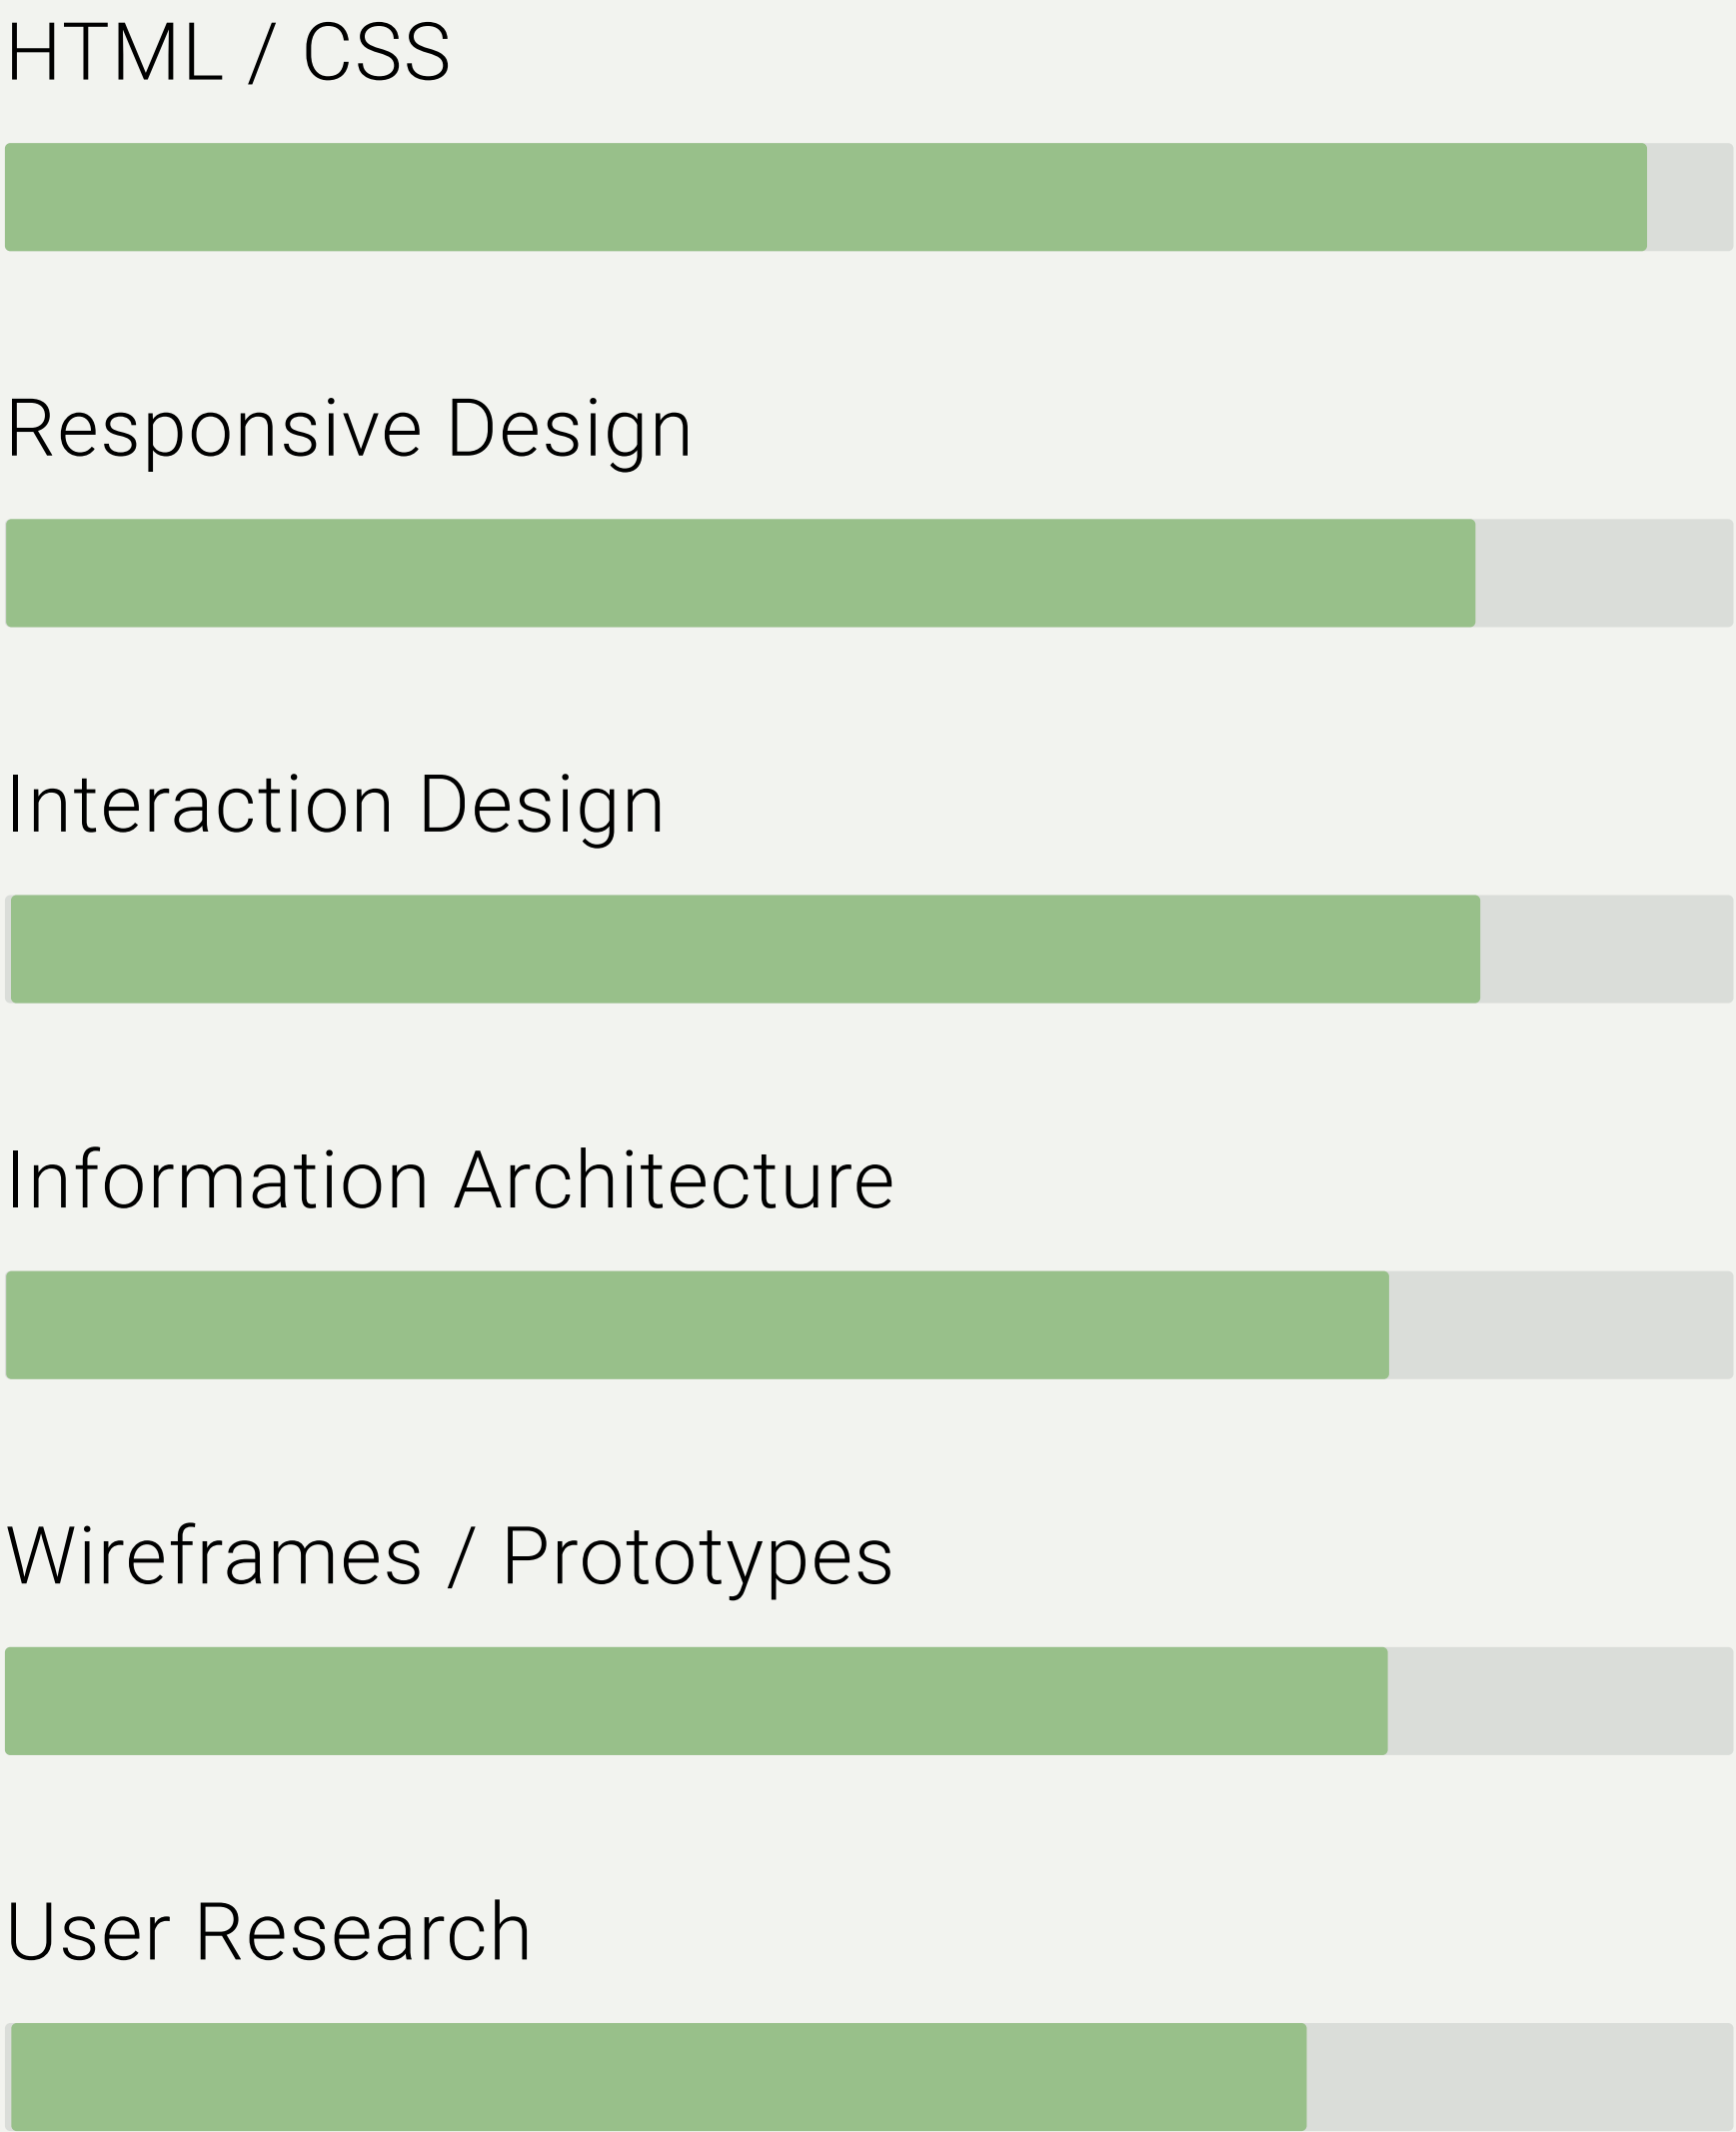 HTML / CSS
Responsive Design
Interaction Design
Information Architecture
Wireframes / Prototypes
User Research